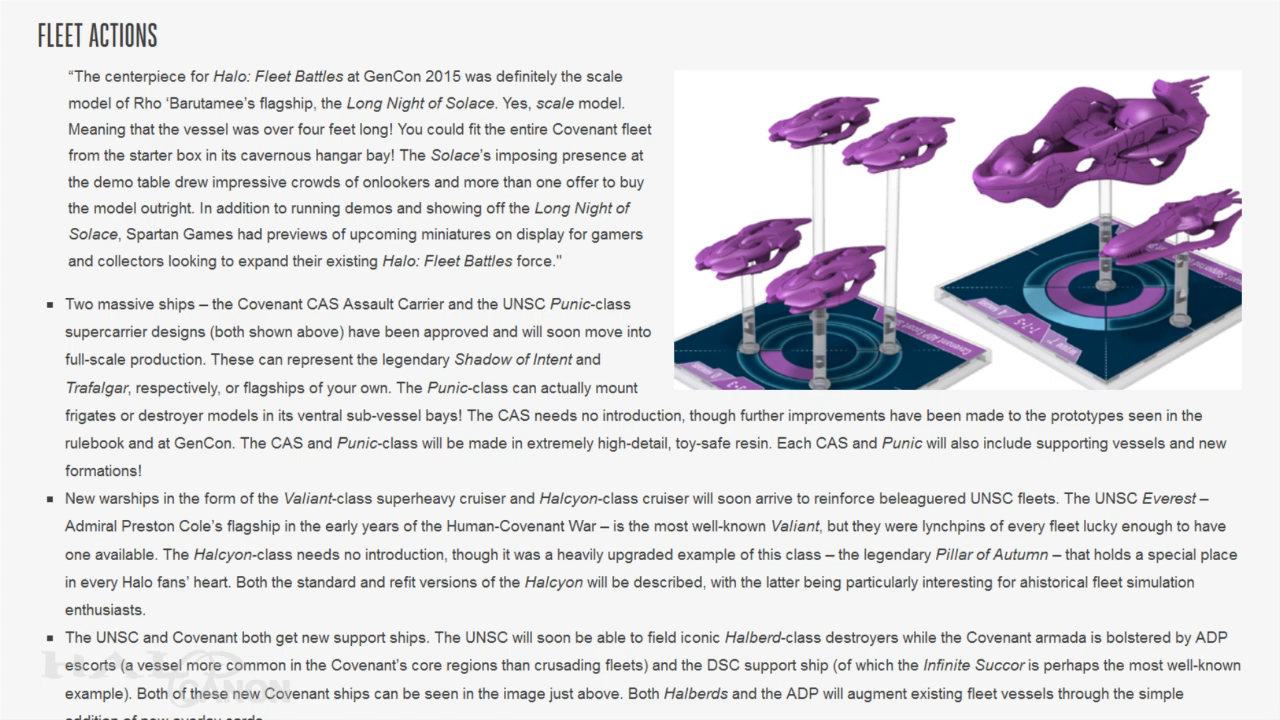 FLEET ACTIONS
“The centerpiece for Halo: Fleet Battles at GenCon 2015 was definitely the scale
model of Rho ‘Barutamee’s flagship, the Long Night of Solace. Yes, scale model.
Meaning that the vessel was over four feet long! You could fit the entire Covenant fleet
from the starter box in its cavernous hangar bay! The Solace’s imposing presence at
the demo table drew impressive crowds of onlookers and more than one offer to buy
the model outright. In addition to running demos and showing off the Long Night of
Solace, Spartan Games had previews of upcoming miniatures on display for gamers
and collectors looking to expand their existing Halo: Fleet Battles force."
▪ Two massive ships – the Covenant CAS Assault Carrier and the UNSC Punic-class
supercarrier designs (both shown above) have been approved and will soon move into
full-scale production. These can represent the legendary Shadow of Intent and
Trafalgar, respectively, or flagships of your own. The Punic-class can actually mount
frigates or destroyer models in its ventral sub-vessel bays! The CAS needs no introduction, though further improvements have been made to the prototypes seen in the
rulebook and at GenCon. The CAS and Punic-class will be made in extremely high-detail, toy-safe resin. Each CAS and Punic will also include supporting vessels and new
formations!
▪ New warships in the form of the Valiant-class superheavy cruiser and Halcyon-class cruiser will soon arrive to reinforce beleaguered UNSC fleets. The UNSC Everest –
Admiral Preston Cole’s flagship in the early years of the Human-Covenant War – is the most well-known Valiant, but they were lynchpins of every fleet lucky enough to have
one available. The Halcyon-class needs no introduction, though it was a heavily upgraded example of this class – the legendary Pillar of Autumn – that holds a special place
in every Halo fans’ heart. Both the standard and refit versions of the Halcyon will be described, with the latter being particularly interesting for ahistorical fleet simulation
enthusiasts.
▪ The UNSC and Covenant both get new support ships. The UNSC will soon be able to field iconic Halberd-class destroyers while the Covenant armada is bolstered by ADP
escorts (a vessel more common in the Covenant’s core regions than crusading fleets) and the DSC support ship (of which the Infinite Succor is perhaps the most well-known
example). Both of these new Covenant ships can be seen in the image just above. Both Halberds and the ADP will augment existing fleet vessels through the simple
addition of new overlay cards.
HALO CANON